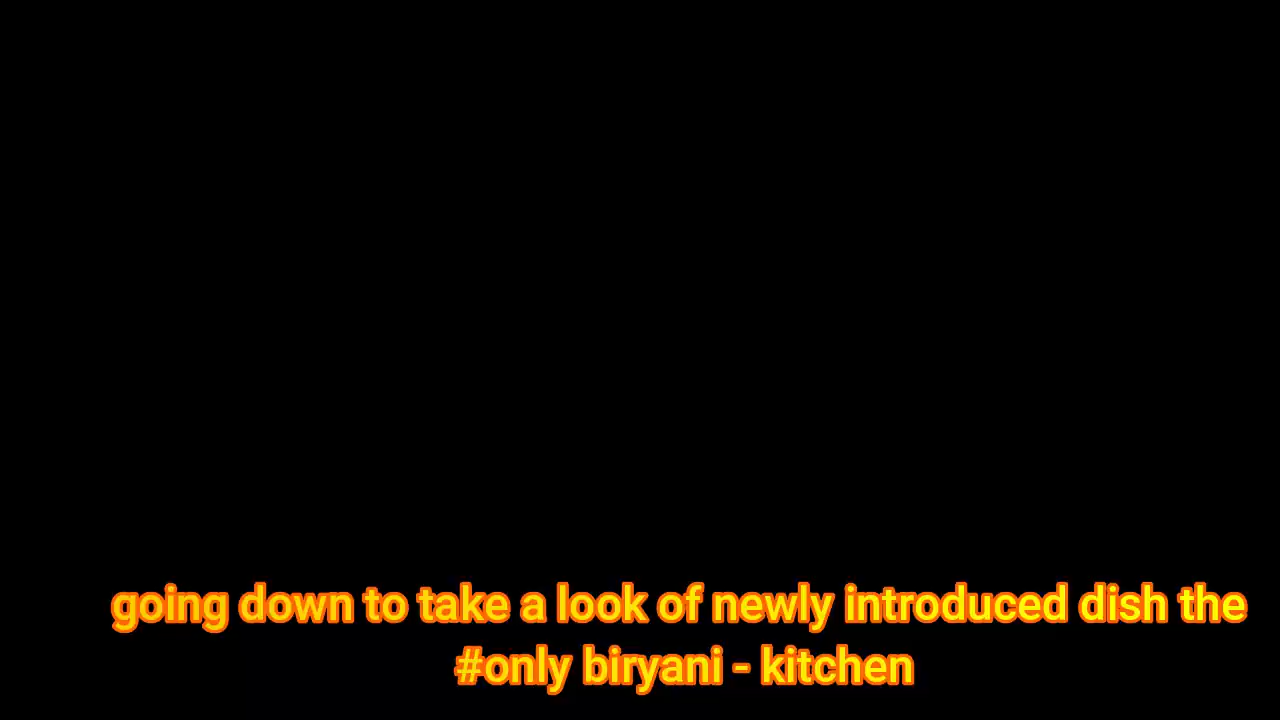 going down to take a look of newly introduced dish the
#only biryani - kitchen